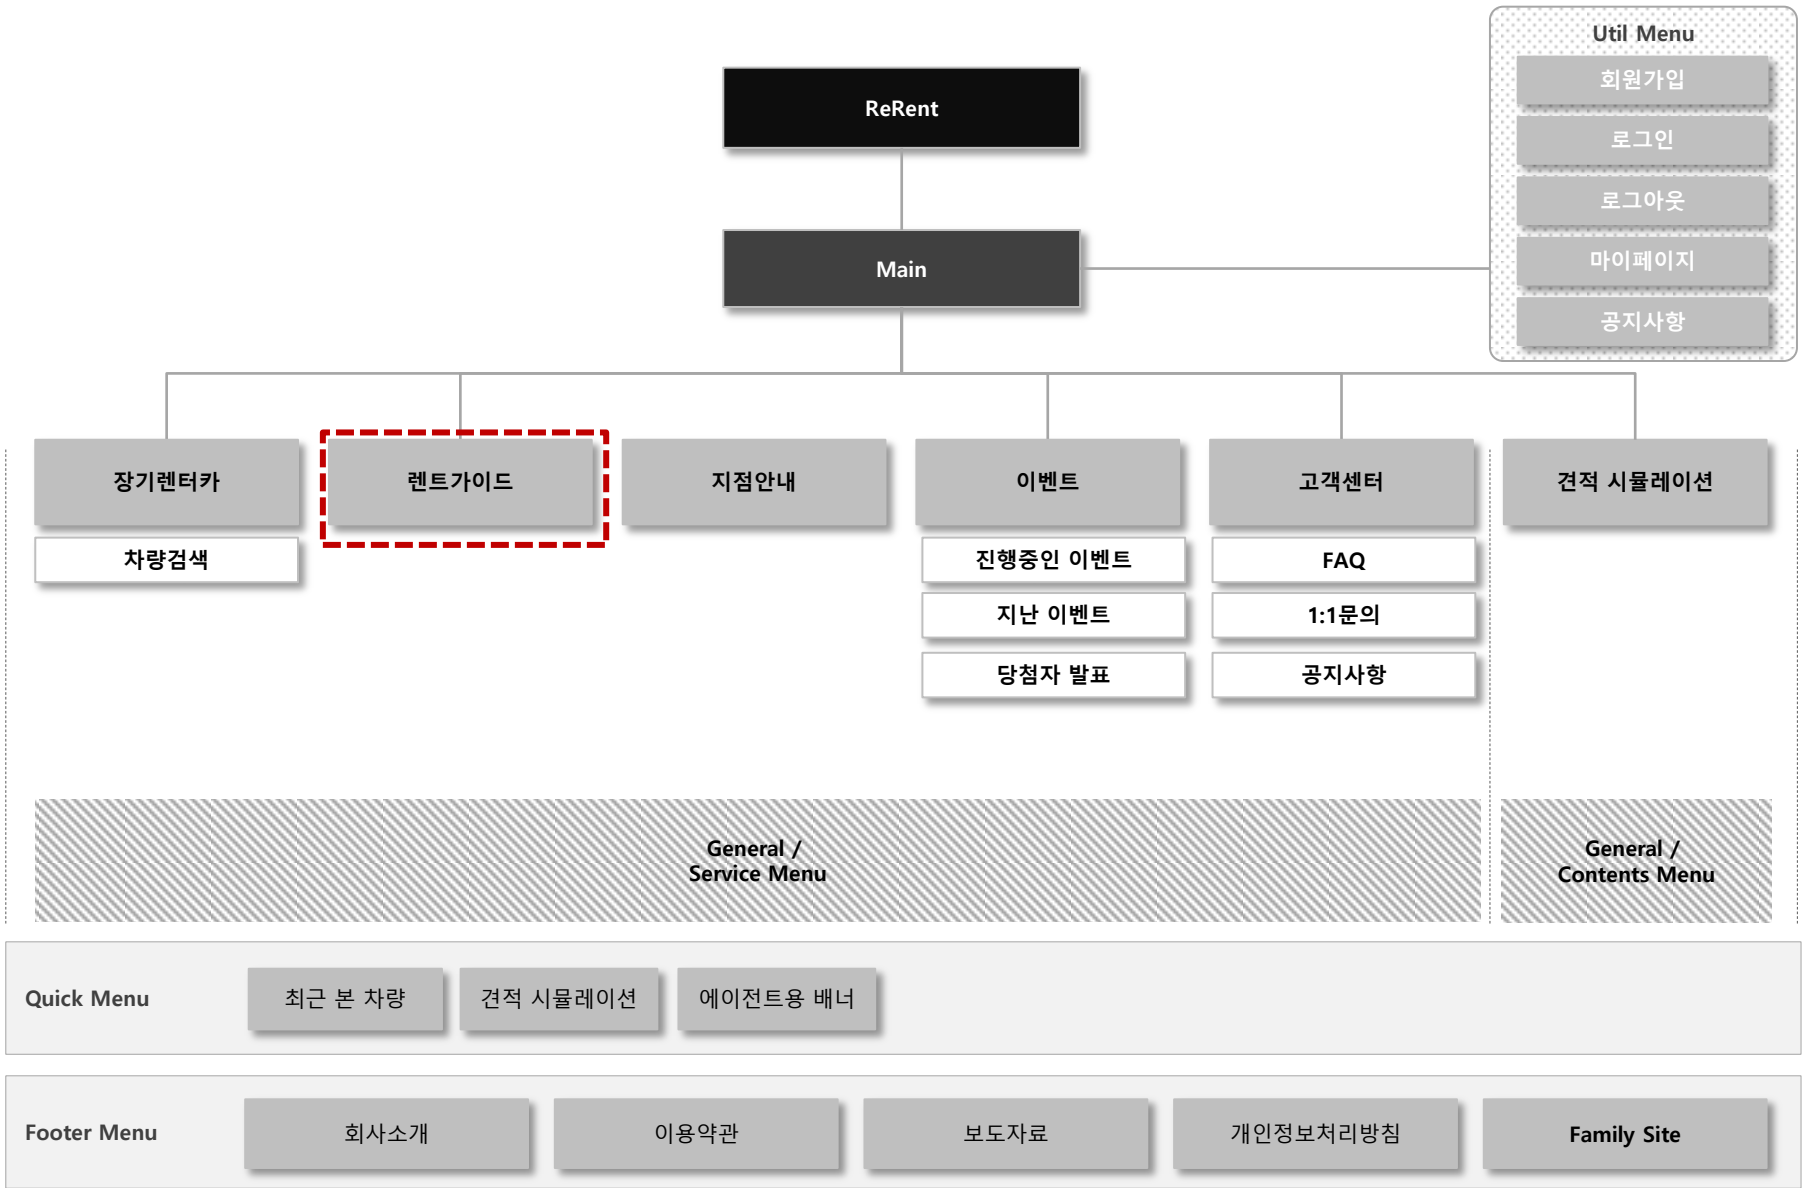 Util Menu
회원가입
로그인
로그아웃
마이페이지
공지사항
ReRent
Main
장기렌터카
렌트가이드
지점안내
이벤트
고객센터
견적 시뮬레이션
차량검색
진행중인 이벤트
FAQ
지난 이벤트
1:1문의
당첨자 발표
공지사항
General /
Service Menu
General /
Contents Menu
Quick Menu
최근 본 차량
견적 시뮬레이션
에이전트용 배너
Footer Menu
회사소개
이용약관
보도자료
개인정보처리방침
Family Site